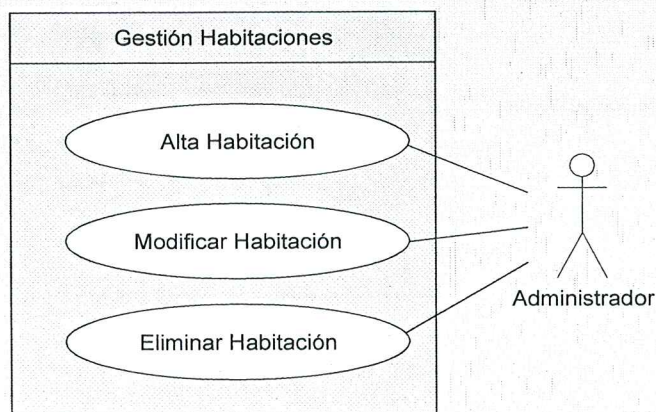 Gestión Habitaciones
Alta Habitación
Modificar Habitación
Administrador
Eliminar Habitación